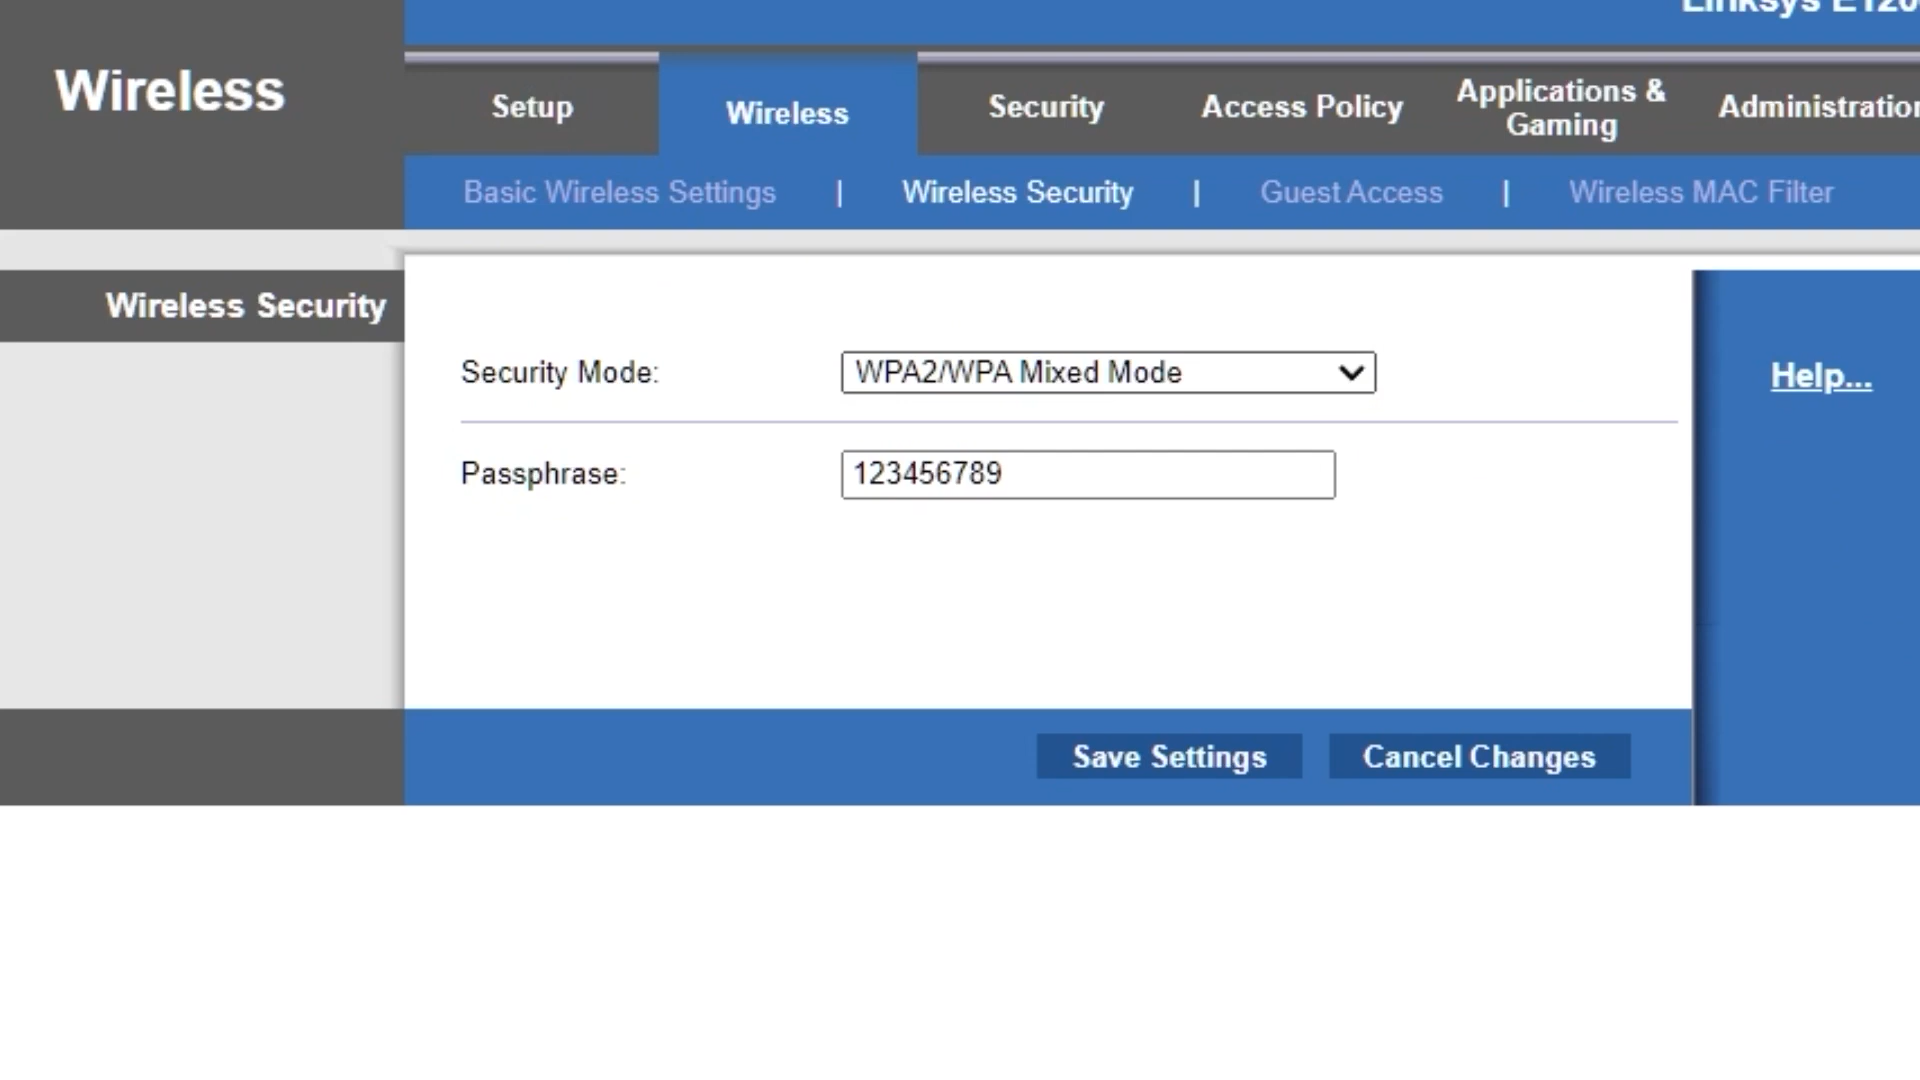 Wireless
Setup
Wireless
Security
Access Policy
Applications &
Gaming
Basic Wireless Settings | Wireless Security | Guest Access | Wireless MAC Filter
Wireless Security
Security Mode: WPA2/WPA Mixed Mode
Help...
Passphrase: 123456789
Save Settings
Cancel Changes